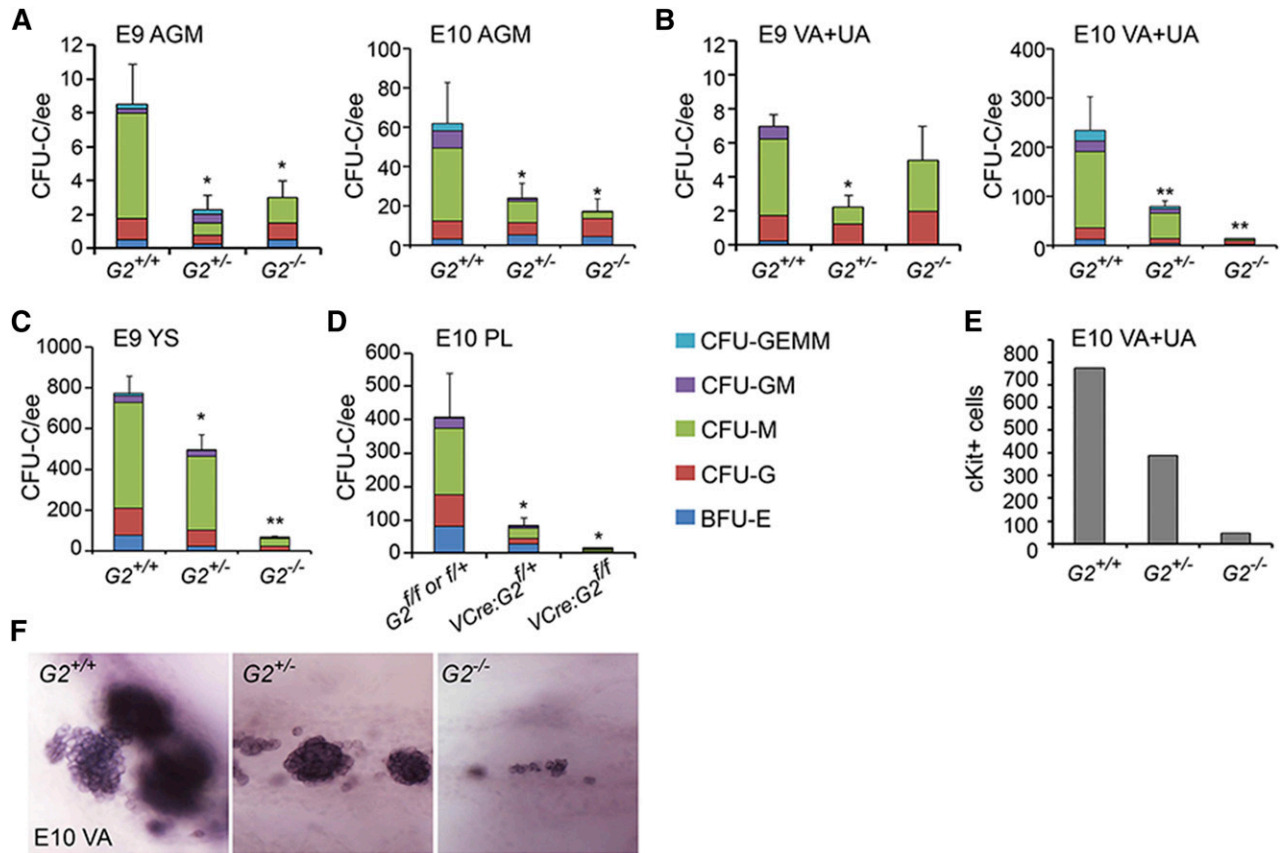 A
E9 AGM
CFU-C/ee
12
10
8
6
4
2
0
*
*
G2+/+
G2+/-
G2-/-
E10 AGM
CFU-C/ee
100
80
60
40
20
0
*
*
G2+/+
G2+/-
G2-/-
B
E9 VA+UA
CFU-C/ee
12
10
8
6
4
2
0
*
G2+/+
G2+/-
G2-/-
E10 VA+UA
CFU-C/ee
400
300
200
100
0
**
**
G2+/+
G2+/-
G2-/-
C
E9 YS
CFU-C/ee
1000
800
600
400
200
0
*
**
G2+/+
G2+/-
G2-/-
D
E10 PL
CFU-C/ee
600
500
400
300
200
100
0
*
*
G2f/f or f/+
VCre:G2f/+
VCre:G2f/f
CFU-GEMM
CFU-GM
CFU-M
CFU-G
BFU-E
E
E10 VA+UA
cKit+ cells
800
700
600
500
400
300
200
100
0
G2+/+
G2+/-
G2-/-
F
G2+/+
G2+/-
G2-/-
E10 VA